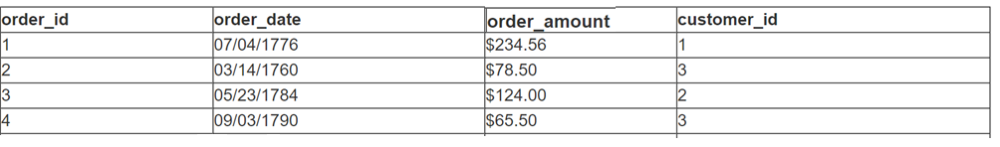 order_id order_date order_amount customer_id
1 07/04/1776 $234.56 1
2 03/14/1760 $78.50 3
3 05/23/1784 $124.00 2
4 09/03/1790 $65.50 3